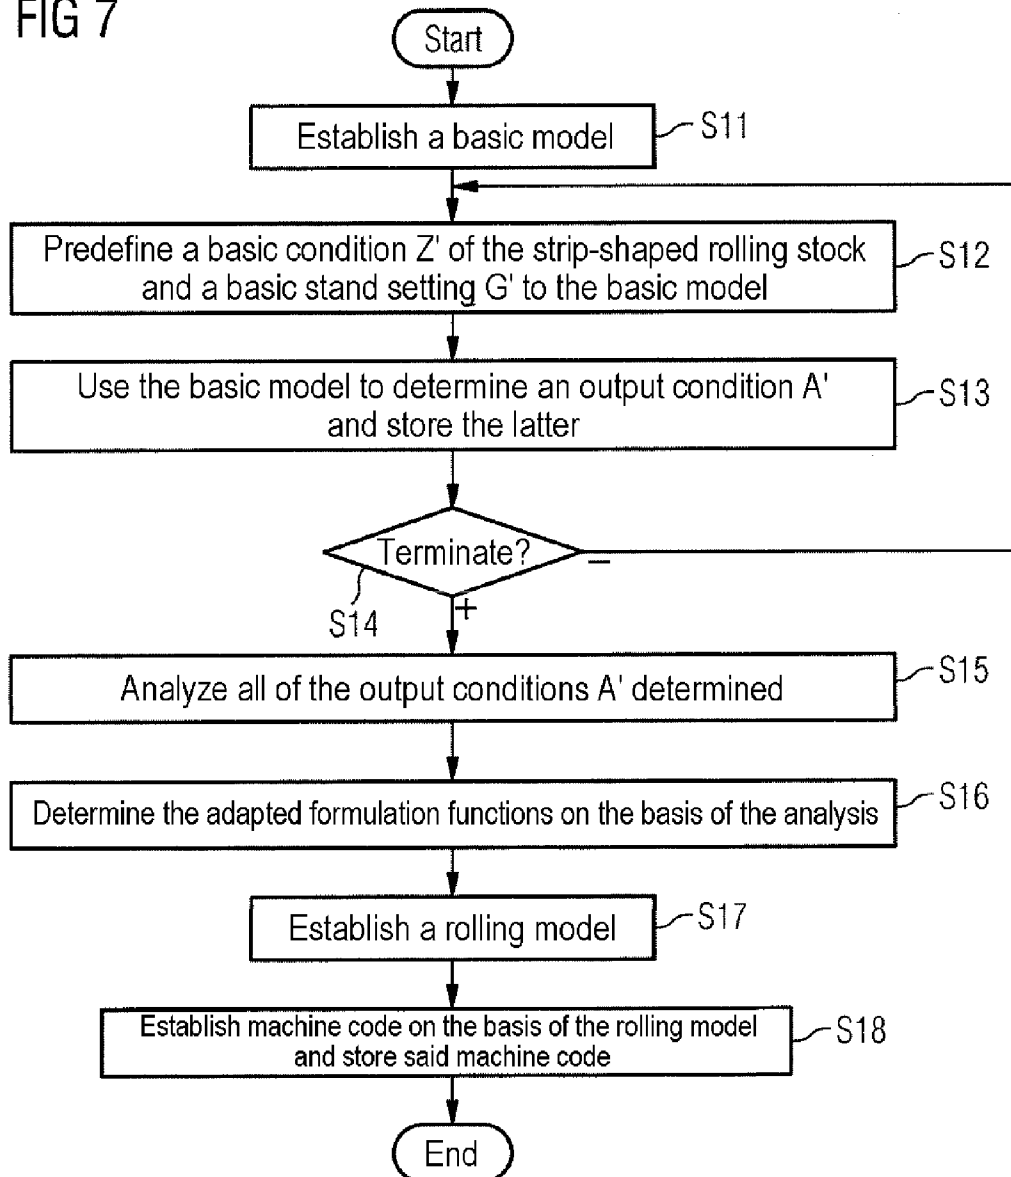 FIG 7
Start
Establish a basic model
S11
Predefine a basic condition Z' of the strip-shaped rolling stock
and a basic stand setting G' to the basic model
S12
Use the basic model to determine an output condition A'
and store the latter
S13
Terminate?
–
S14
+
Analyze all of the output conditions A' determined
S15
Determine the adapted formulation functions on the basis of the analysis
S16
Establish a rolling model
S17
Establish machine code on the basis of the rolling model
and store said machine code
S18
End